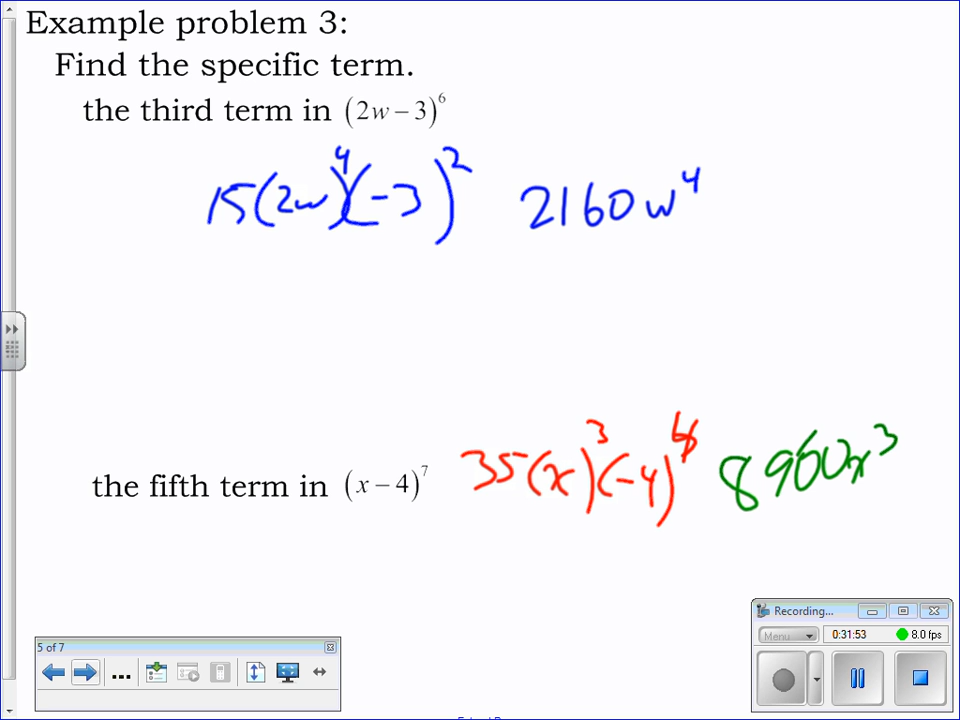 Example problem 3:
Find the specific term.
the third term in (2w − 3)^6
15(2w)^4(-3)^2 2160w^4
the fifth term in (x − 4)^7 35(x)^3(-4) 8960x^3
Recording...
Menu 0:31:53 8.0 fps
5 of 7